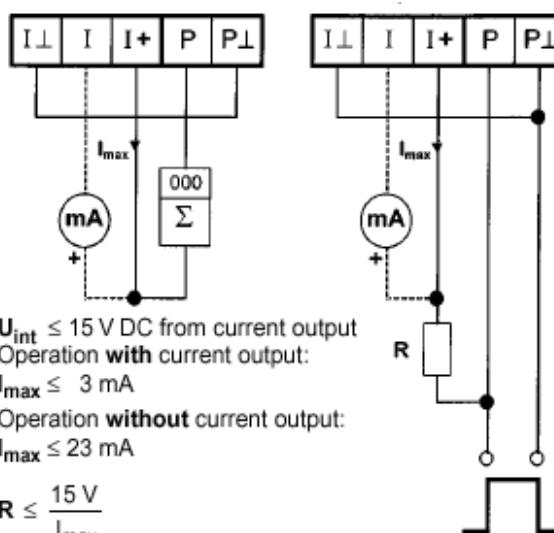 I⊥ I I+ P P⊥
I⊥ I I+ P P⊥
Imax
Imax
000
Σ
mA
+
mA
+
R
Uint ≤ 15 V DC from current output
Operation with current output:
Imax ≤ 3 mA
Operation without current output:
Imax ≤ 23 mA
R ≤ 15 V
Imax